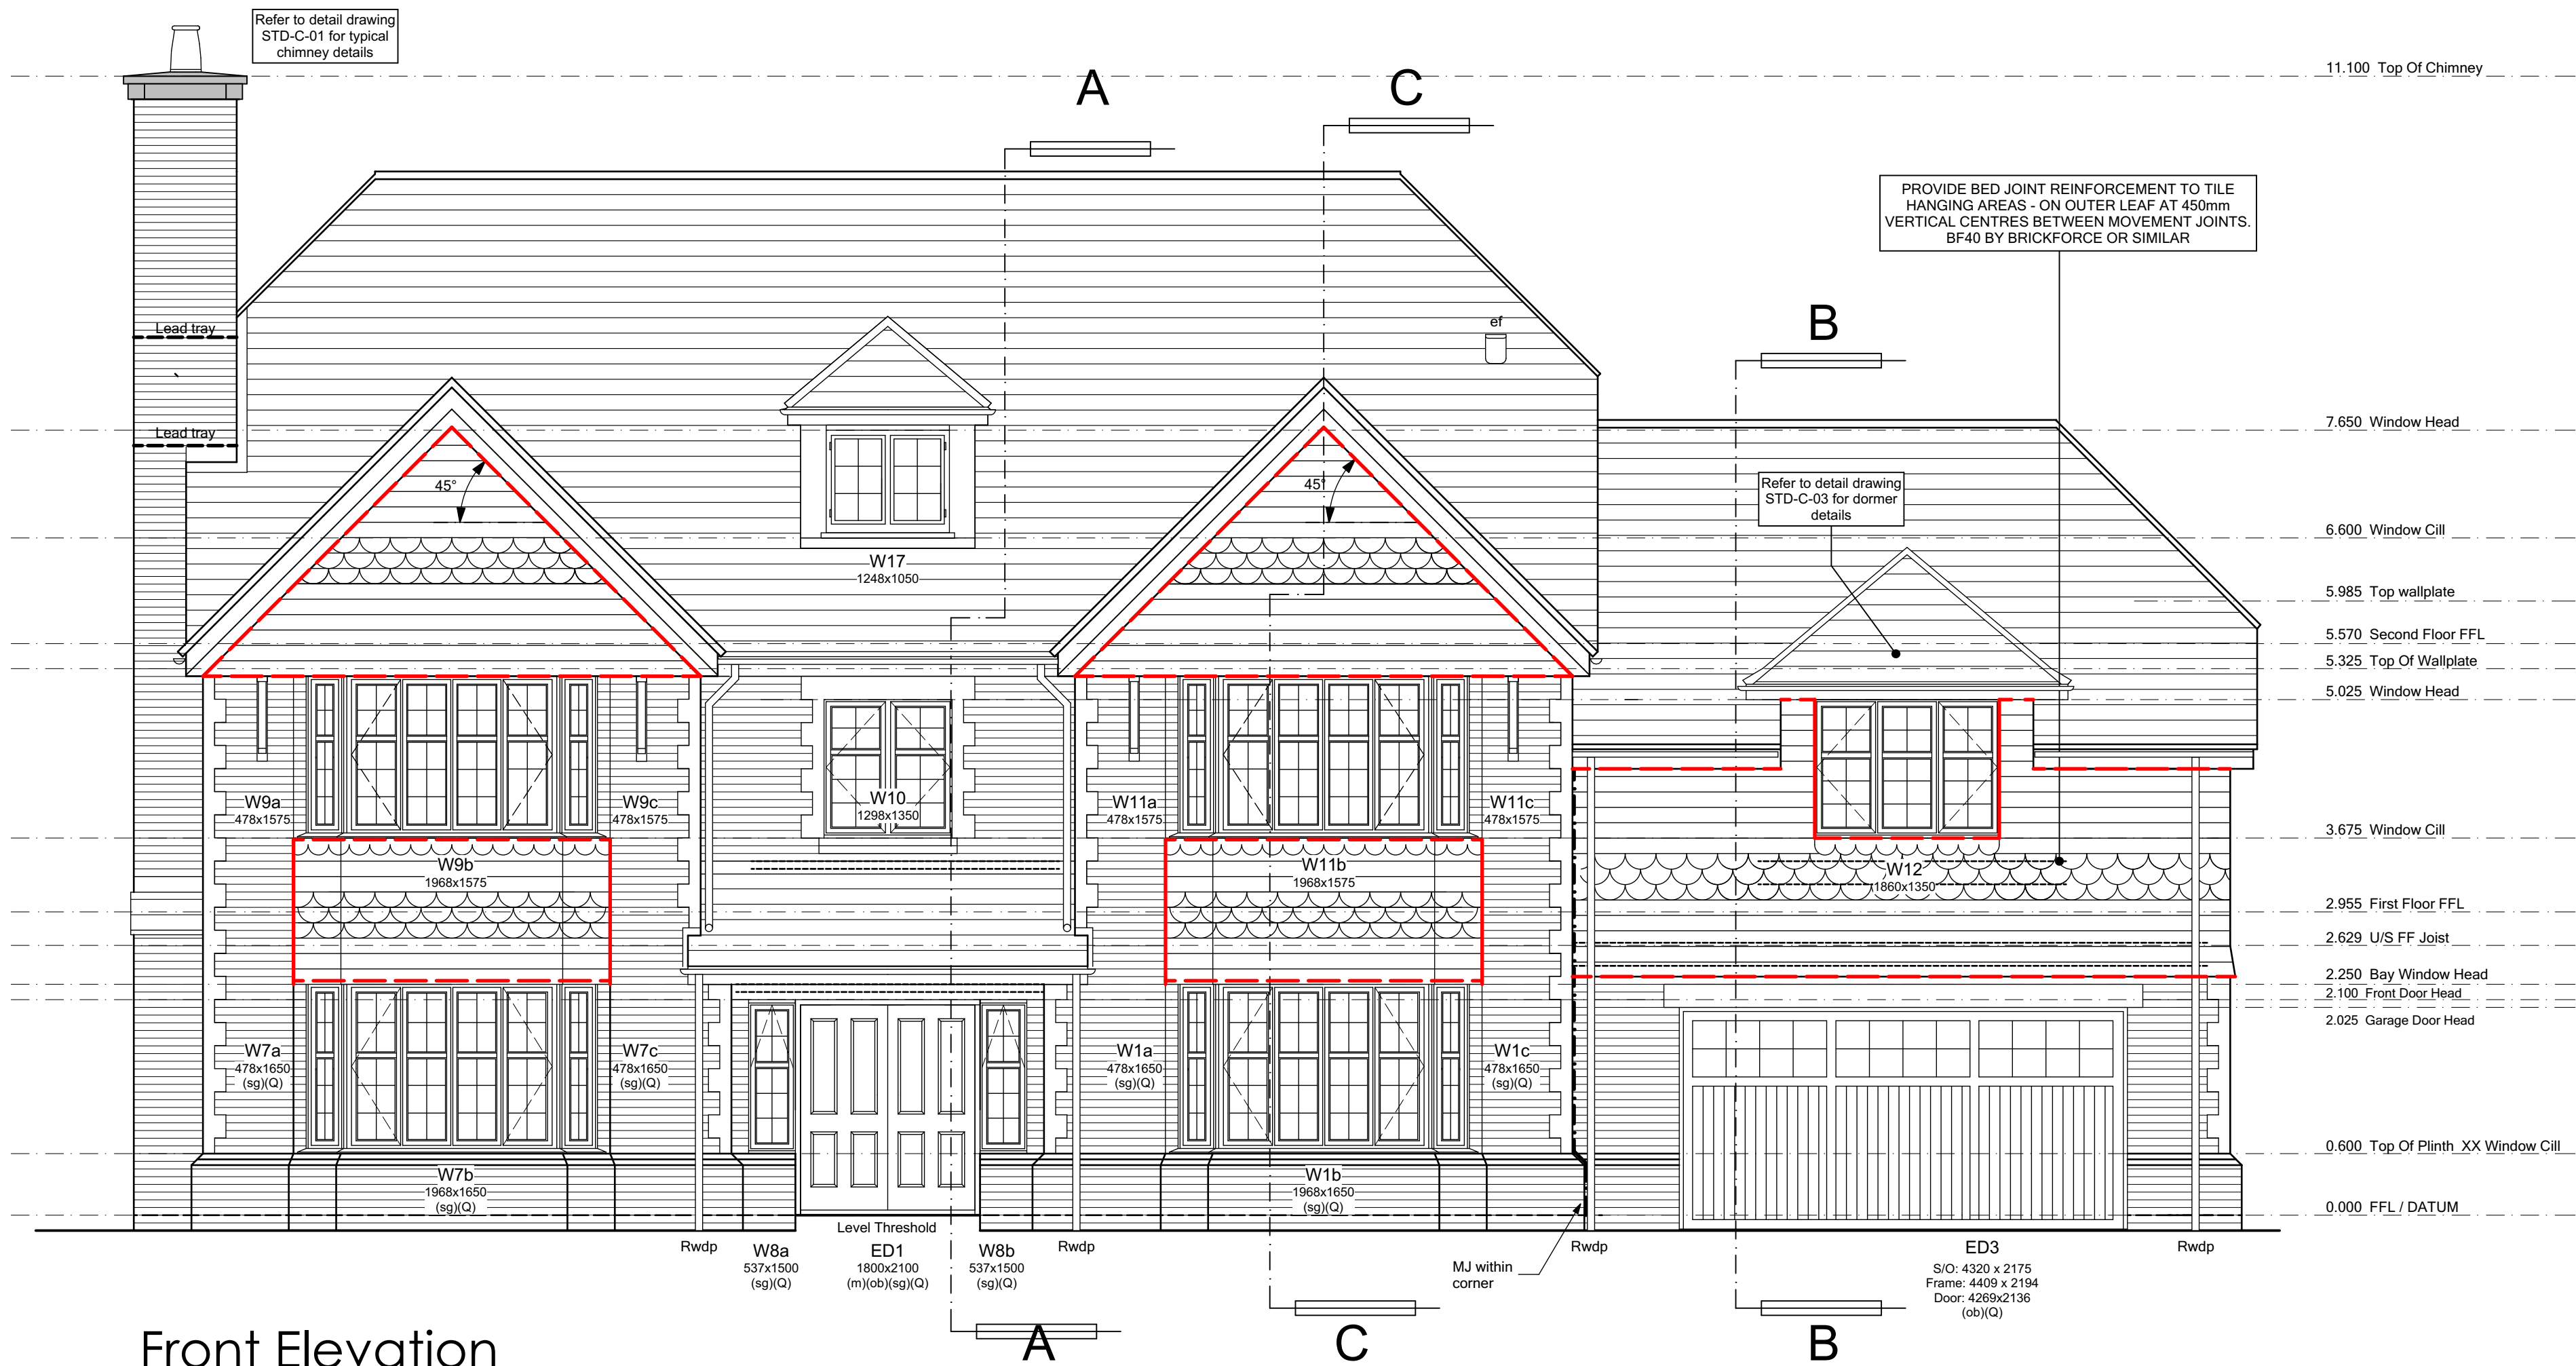 Refer to detail drawing
STD-C-01 for typical
chimney details
11.100 Top Of Chimney
A
C
PROVIDE BED JOINT REINFORCEMENT TO TILE
HANGING AREAS - ON OUTER LEAF AT 450mm
VERTICAL CENTRES BETWEEN MOVEMENT JOINTS.
BF40 BY BRICKFORCE OR SIMILAR
B
ef
Lead tray
Lead tray
7.650 Window Head
45°
45°
Refer to detail drawing
STD-C-03 for dormer
details
6.600 Window Cill
W17
1248x1050
5.985 Top wallplate
5.570 Second Floor FFL
5.325 Top Of Wallplate
5.025 Window Head
W9a
478x1575
W9c
478x1575
W10
1298x1350
W11a
478x1575
W11c
478x1575
3.675 Window Cill
W9b
1968x1575
W11b
1968x1575
W12
1860x1350
2.955 First Floor FFL
2.629 U/S FF Joist
2.250 Bay Window Head
2.100 Front Door Head
2.025 Garage Door Head
W7a
478x1650
(sg)(Q)
W7c
478x1650
(sg)(Q)
W1a
478x1650
(sg)(Q)
W1c
478x1650
(sg)(Q)
0.600 Top Of Plinth XX Window Cill
W7b
1968x1650
(sg)(Q)
W1b
1968x1650
(sg)(Q)
0.000 FFL / DATUM
Level Threshold
Rwdp
W8a
537x1500
(sg)(Q)
ED1
1800x2100
(m)(ob)(sg)(Q)
W8b
537x1500
(sg)(Q)
Rwdp
MJ within
corner
Rwdp
ED3
S/O: 4320 x 2175
Frame: 4409 x 2194
Door: 4269x2136
(ob)(Q)
Rwdp
Front Elevation
A
C
B